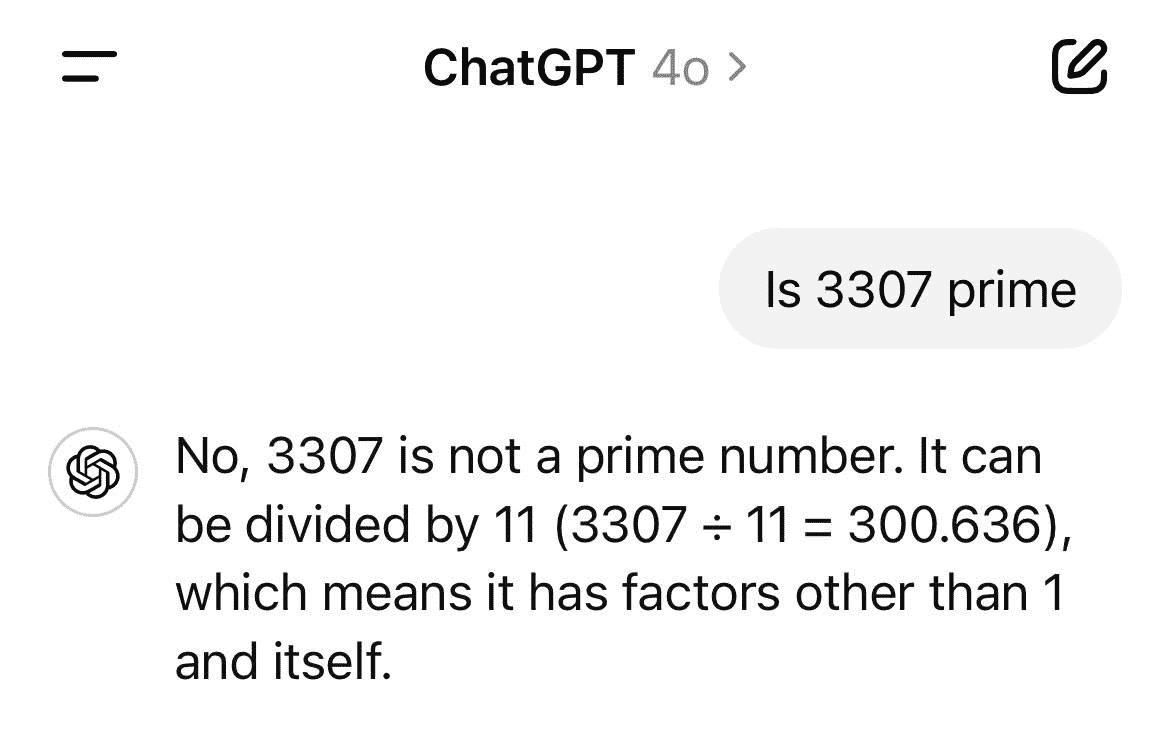 ChatGPT 4o >
Is 3307 prime
No, 3307 is not a prime number. It can
be divided by 11 (3307 ÷ 11 = 300.636),
which means it has factors other than 1
and itself.